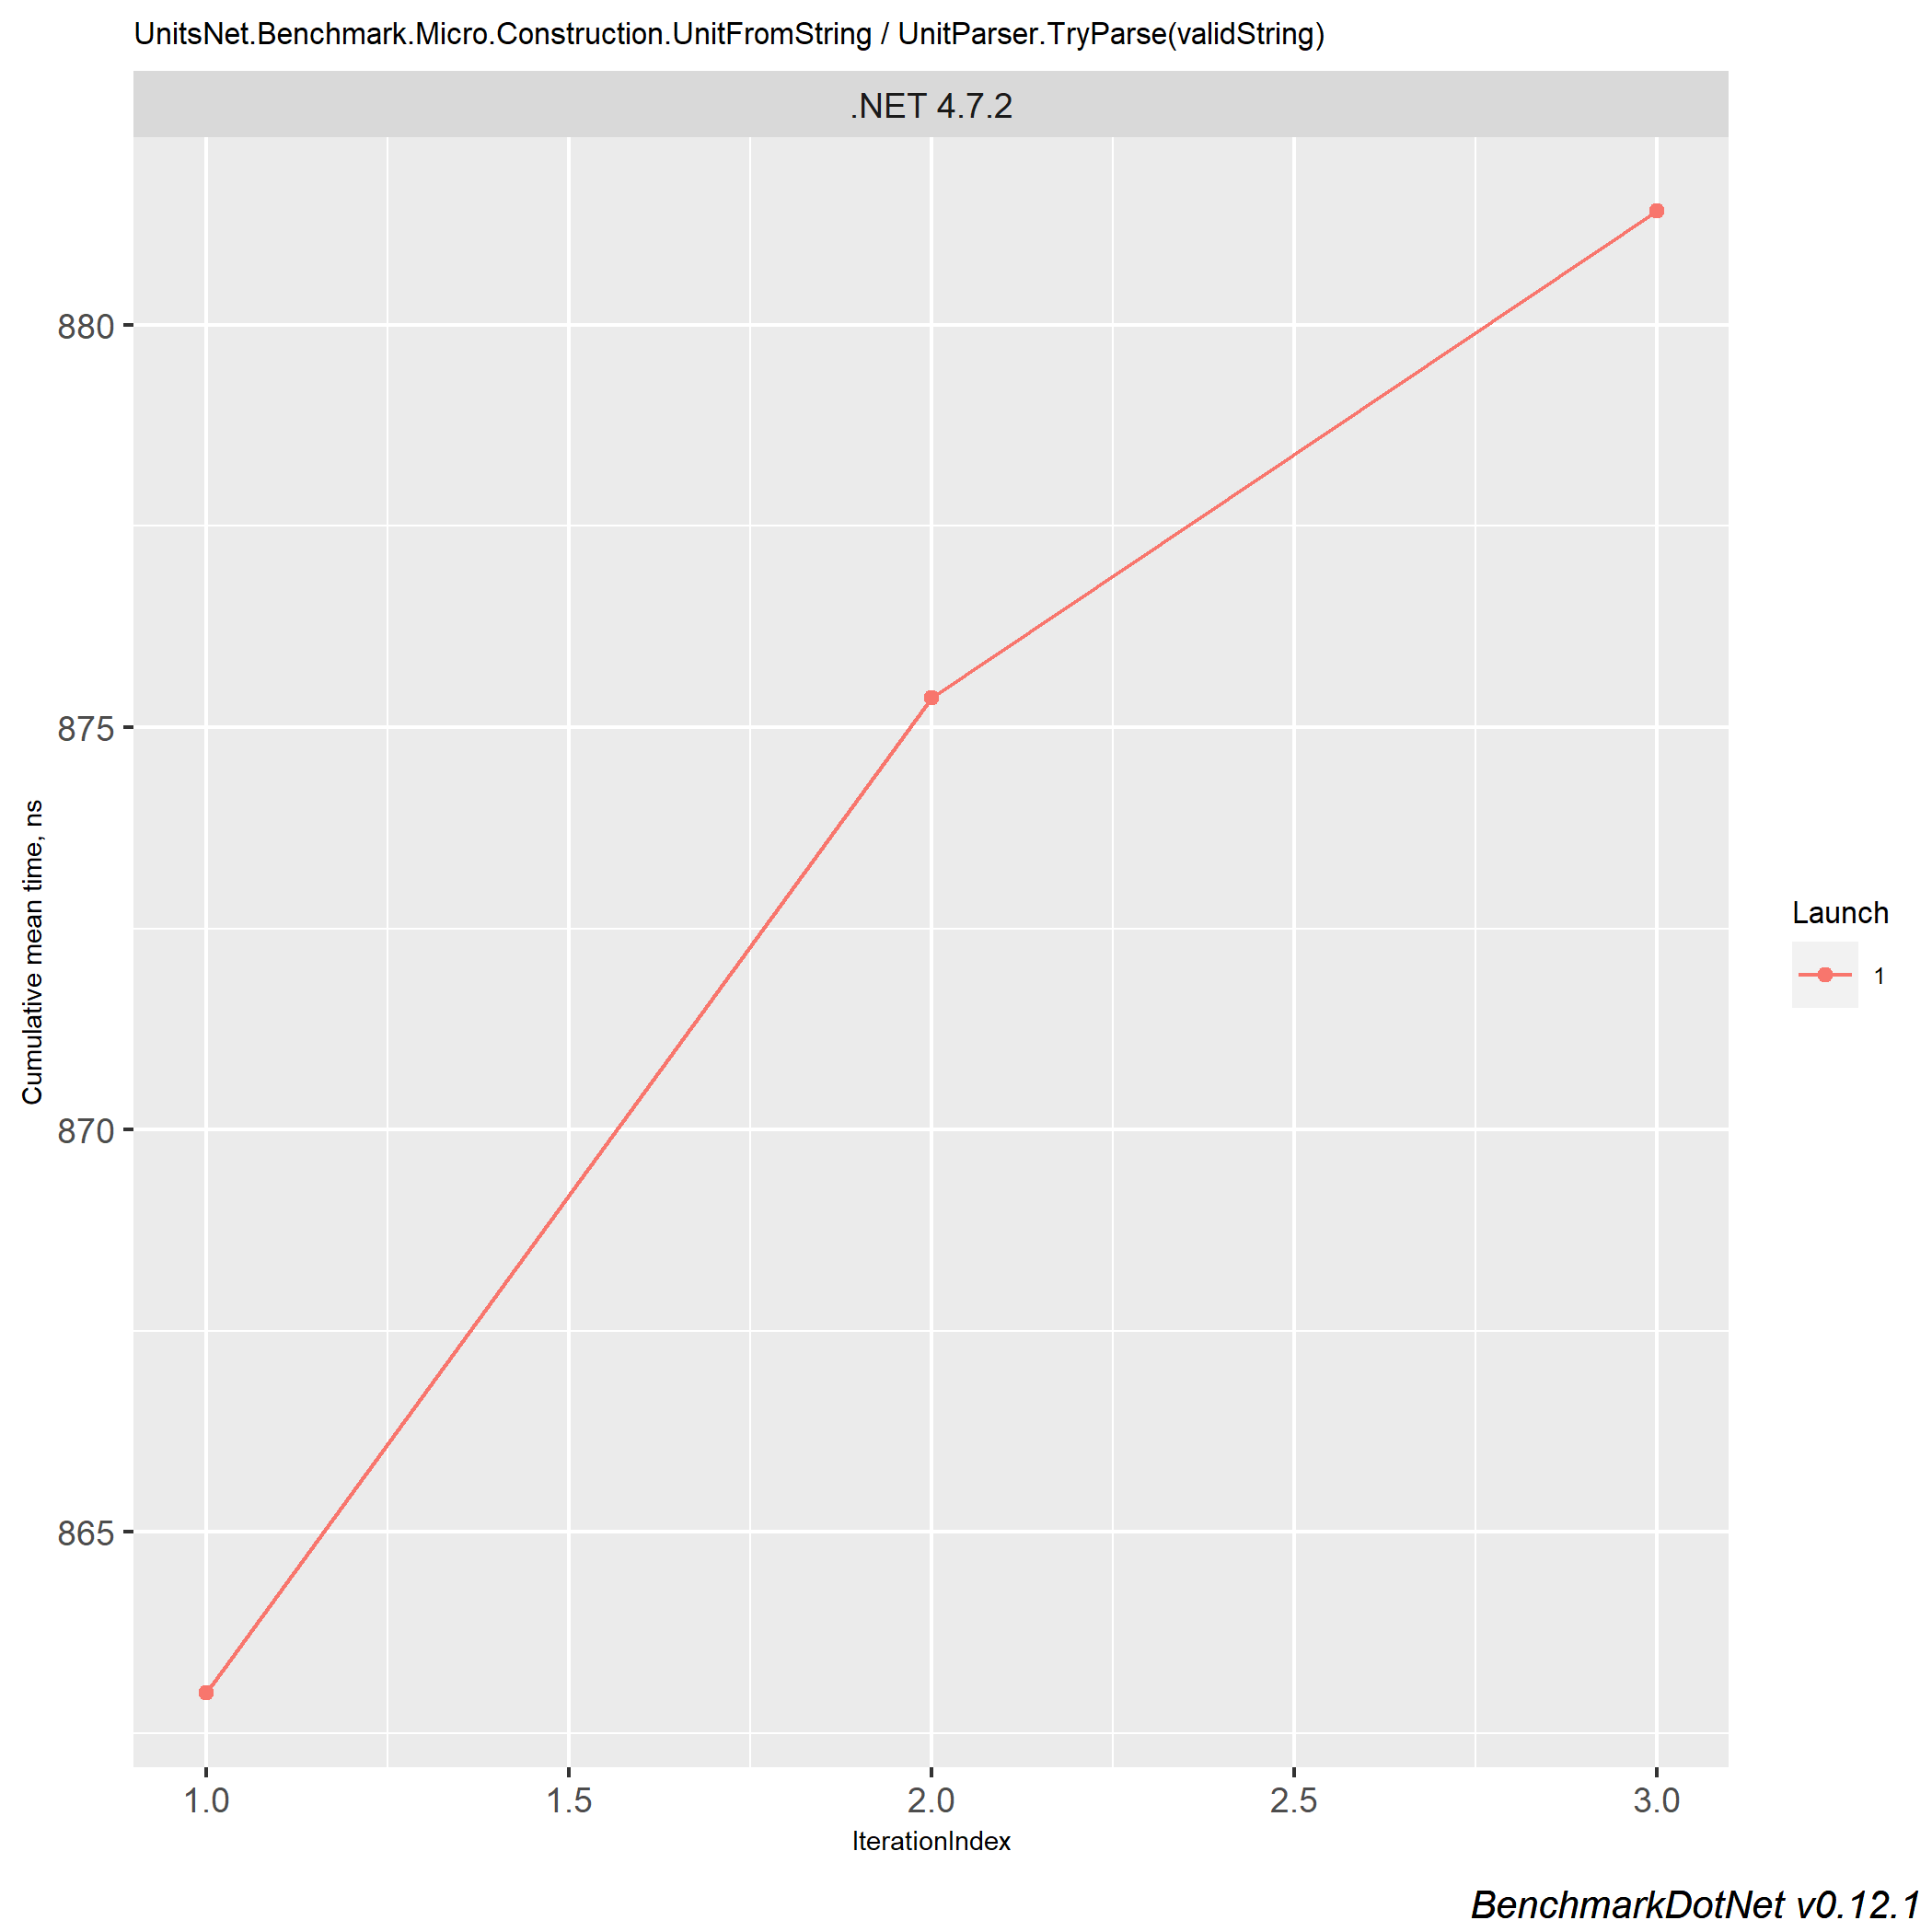 UnitsNet.Benchmark.Micro.Construction.UnitFromString / UnitParser.TryParse(validString)
.NET 4.7.2
880
875
870
865
Cumulative mean time, ns
1.0 1.5 2.0 2.5 3.0
IterationIndex
Launch
1
BenchmarkDotNet v0.12.1